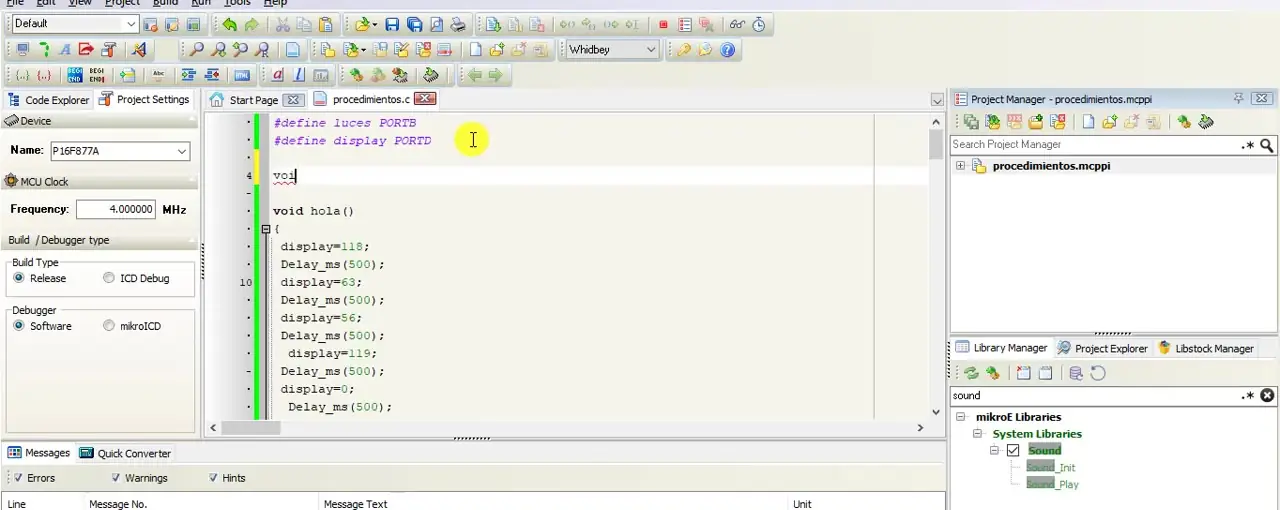 File Edit View Project Build Run Tools Help
Default
Whidbey
Code Explorer Project Settings
Start Page procedimientos.c
Project Manager - procedimientos.mcppi
Device
Name: P16F877A
MCU Clock
Frequency: 4.000000 MHz
Build / Debugger type
Build Type
Release ICD Debug
Debugger
Software mikroICD
#define luces PORTB
#define display PORTD
4 voi
void hola()
{
display=118;
Delay_ms(500);
10 display=63;
Delay_ms(500);
display=56;
Delay_ms(500);
display=119;
Delay_ms(500);
display=0;
Delay_ms(500);
Search Project Manager
procedimientos.mcppi
Library Manager Project Explorer Libstock Manager
sound
mikroE Libraries
System Libraries
Sound
Sound_Init
Sound_Play
Messages Quick Converter
Errors Warnings Hints
Line Message No. Message Text Unit